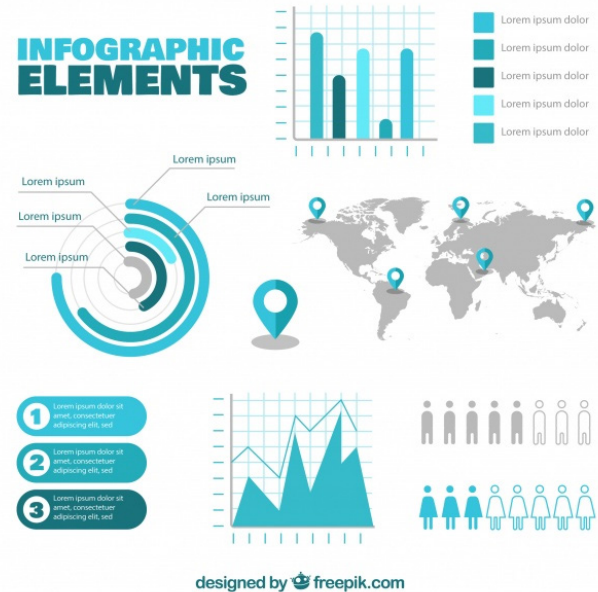 INFOGRAPHIC
ELEMENTS
Lorem ipsum dolor
Lorem ipsum dolor
Lorem ipsum dolor
Lorem ipsum dolor
Lorem ipsum dolor
Lorem ipsum
Lorem ipsum
Lorem ipsum
Lorem ipsum
Lorem ipsum
1
Lorem ipsum dolor sit
amet, consectetuer
adipiscing elit, sed
2
Lorem ipsum dolor sit
amet, consectetuer
adipiscing elit, sed
3
Lorem ipsum dolor sit
amet, consectetuer
adipiscing elit, sed
designed by freepik.com